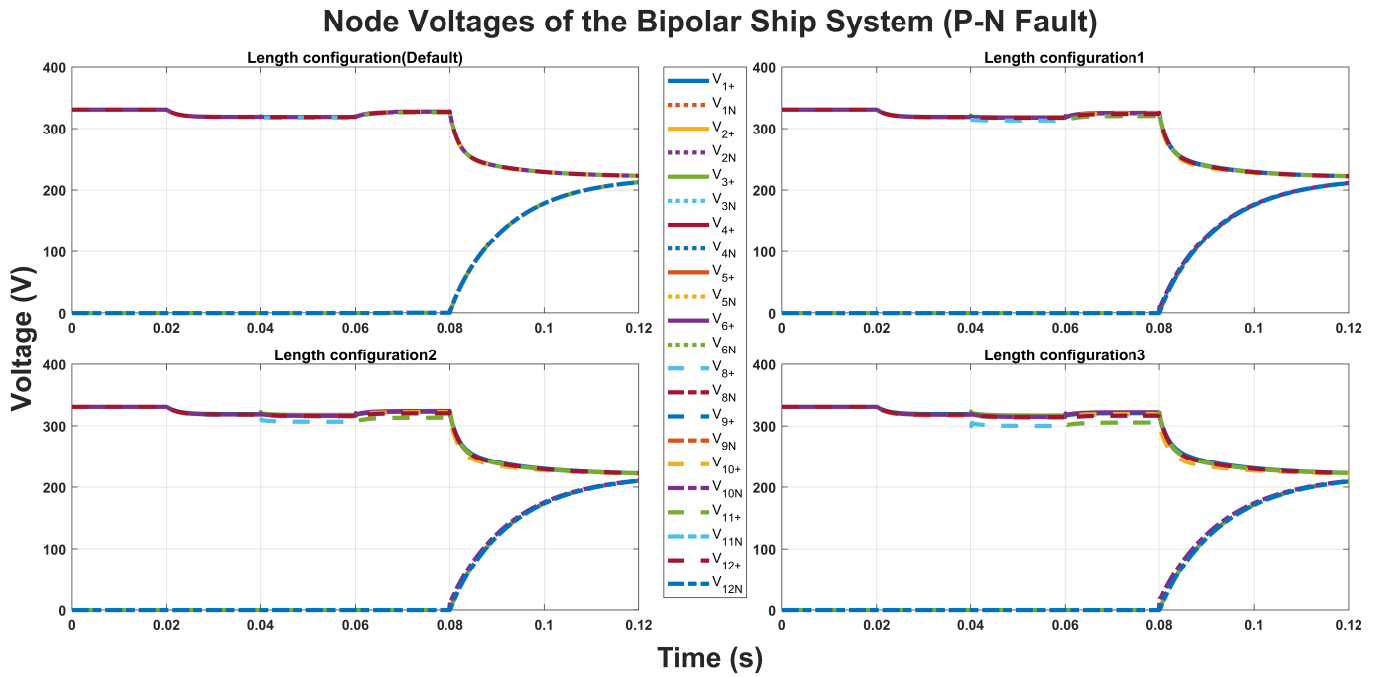 Node Voltages of the Bipolar Ship System (P-N Fault)
Length configuration(Default)
400
300
200
100
0
0 0.02 0.04 0.06 0.08 0.1 0.12
Length configuration1
400
300
200
100
0
0 0.02 0.04 0.06 0.08 0.1 0.12
Length configuration2
400
300
200
100
0
0 0.02 0.04 0.06 0.08 0.1 0.12
Length configuration3
400
300
200
100
0
0 0.02 0.04 0.06 0.08 0.1 0.12
V1+
V1N
V2+
V2N
V3+
V3N
V4+
V4N
V5+
V5N
V6+
V6N
V8+
V8N
V9+
V9N
V10+
V10N
V11+
V11N
V12+
V12N
Voltage (V)
Time (s)